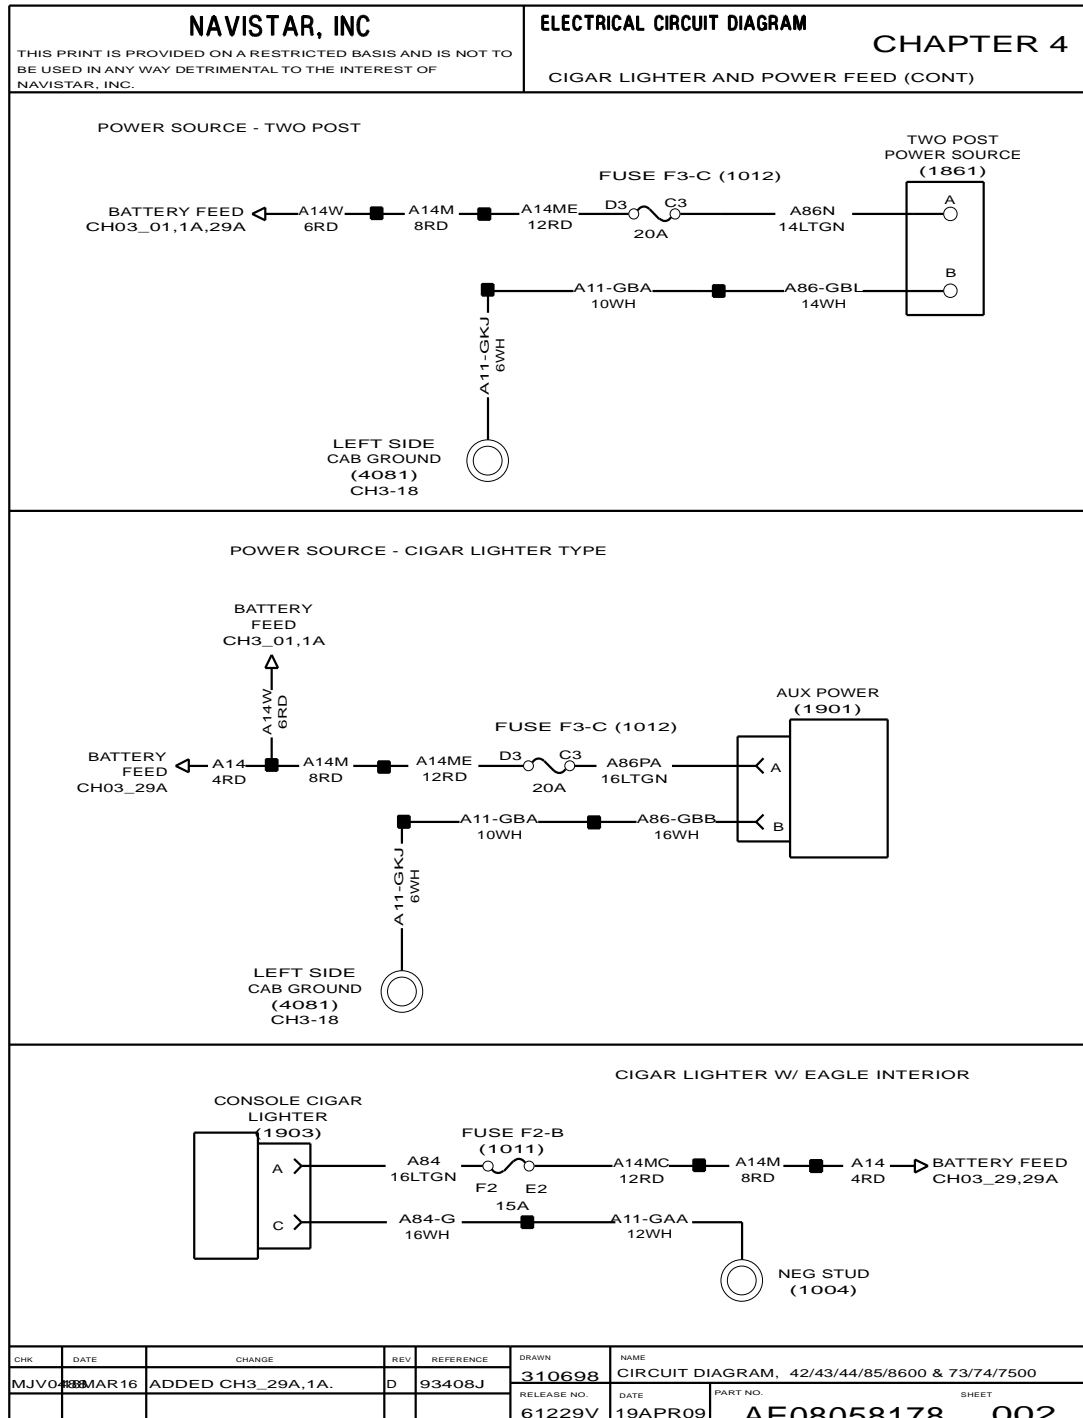 NAVISTAR, INC
THIS PRINT IS PROVIDED ON A RESTRICTED BASIS AND IS NOT TO
BE USED IN ANY WAY DETRIMENTAL TO THE INTEREST OF
NAVISTAR, INC.
ELECTRICAL CIRCUIT DIAGRAM
CHAPTER 4
CIGAR LIGHTER AND POWER FEED (CONT)
POWER SOURCE - TWO POST
TWO POST
POWER SOURCE
(1861)
FUSE F3-C (1012)
BATTERY FEED
CH03_01,1A,29A
A14W
6RD
A14M
8RD
A14ME
12RD
D3
C3
20A
A86N
14LTGN
A
B
A11-GBA
10WH
A86-GBL
14WH
A11-GKJ
6WH
LEFT SIDE
CAB GROUND
(4081)
CH3-18
POWER SOURCE - CIGAR LIGHTER TYPE
BATTERY
FEED
CH3_01,1A
A14W
6RD
AUX POWER
(1901)
FUSE F3-C (1012)
BATTERY
FEED
CH03_29A
A14
4RD
A14M
8RD
A14ME
12RD
D3
C3
20A
A86PA
16LTGN
A
B
A11-GBA
10WH
A86-GBB
16WH
A11-GKJ
6WH
LEFT SIDE
CAB GROUND
(4081)
CH3-18
CIGAR LIGHTER W/ EAGLE INTERIOR
CONSOLE CIGAR
LIGHTER
(1903)
FUSE F2-B
(1011)
A
A84
16LTGN
F2
E2
15A
A14MC
12RD
A14M
8RD
A14
4RD
BATTERY FEED
CH03_29,29A
C
A84-G
16WH
A11-GAA
12WH
NEG STUD
(1004)
CHK DATE CHANGE REV REFERENCE
ADDED CH3_29A,1A. D 93408J
DRAWN
310698
NAME
CIRCUIT DIAGRAM, 42/43/44/85/8600 & 73/74/7500
RELEASE NO.
61229V
DATE
19APR09
PART NO.
AE08058178
SHEET
002